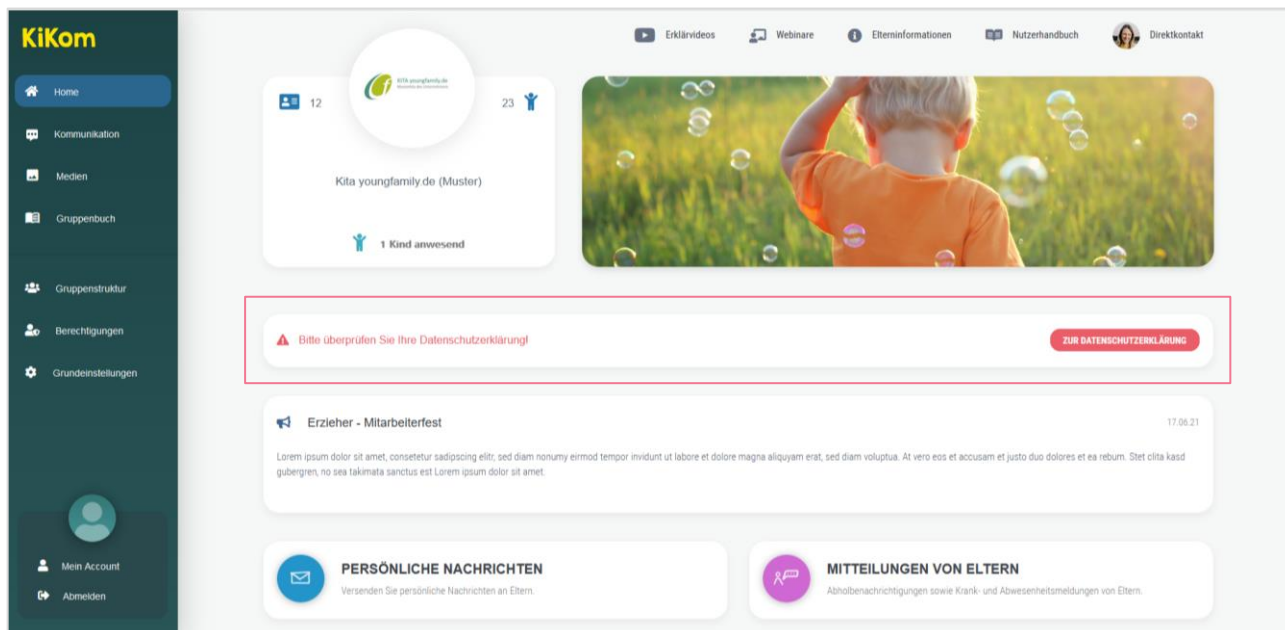 KiKom
Erklärvideos
Webinare
Elterninformationen
Nutzerhandbuch
Direktkontakt
Home
Kommunikation
Medien
Gruppenbuch
Gruppenstruktur
Berechtigungen
Grundeinstellungen
Mein Account
Abmelden
12
KITA youngfamily.de
23
Kita youngfamily.de (Muster)
1 Kind anwesend
Bitte überprüfen Sie Ihre Datenschutzerklärung!
ZUR DATENSCHUTZERKLÄRUNG
Erzieher - Mitarbeiterfest
17.06.21
Lorem ipsum dolor sit amet, consetetur sadipscing elitr, sed diam nonumy eirmod tempor invidunt ut labore et dolore magna aliquyam erat, sed diam voluptua. At vero eos et accusam et justo duo dolores et ea rebum. Stet clita kasd
gubergren, no sea takimata sanctus est Lorem ipsum dolor sit amet.
PERSÖNLICHE NACHRICHTEN
Versenden Sie persönliche Nachrichten an Eltern.
MITTEILUNGEN VON ELTERN
Abholbenachrichtigungen sowie Krank- und Abwesenheitsmeldungen von Eltern.